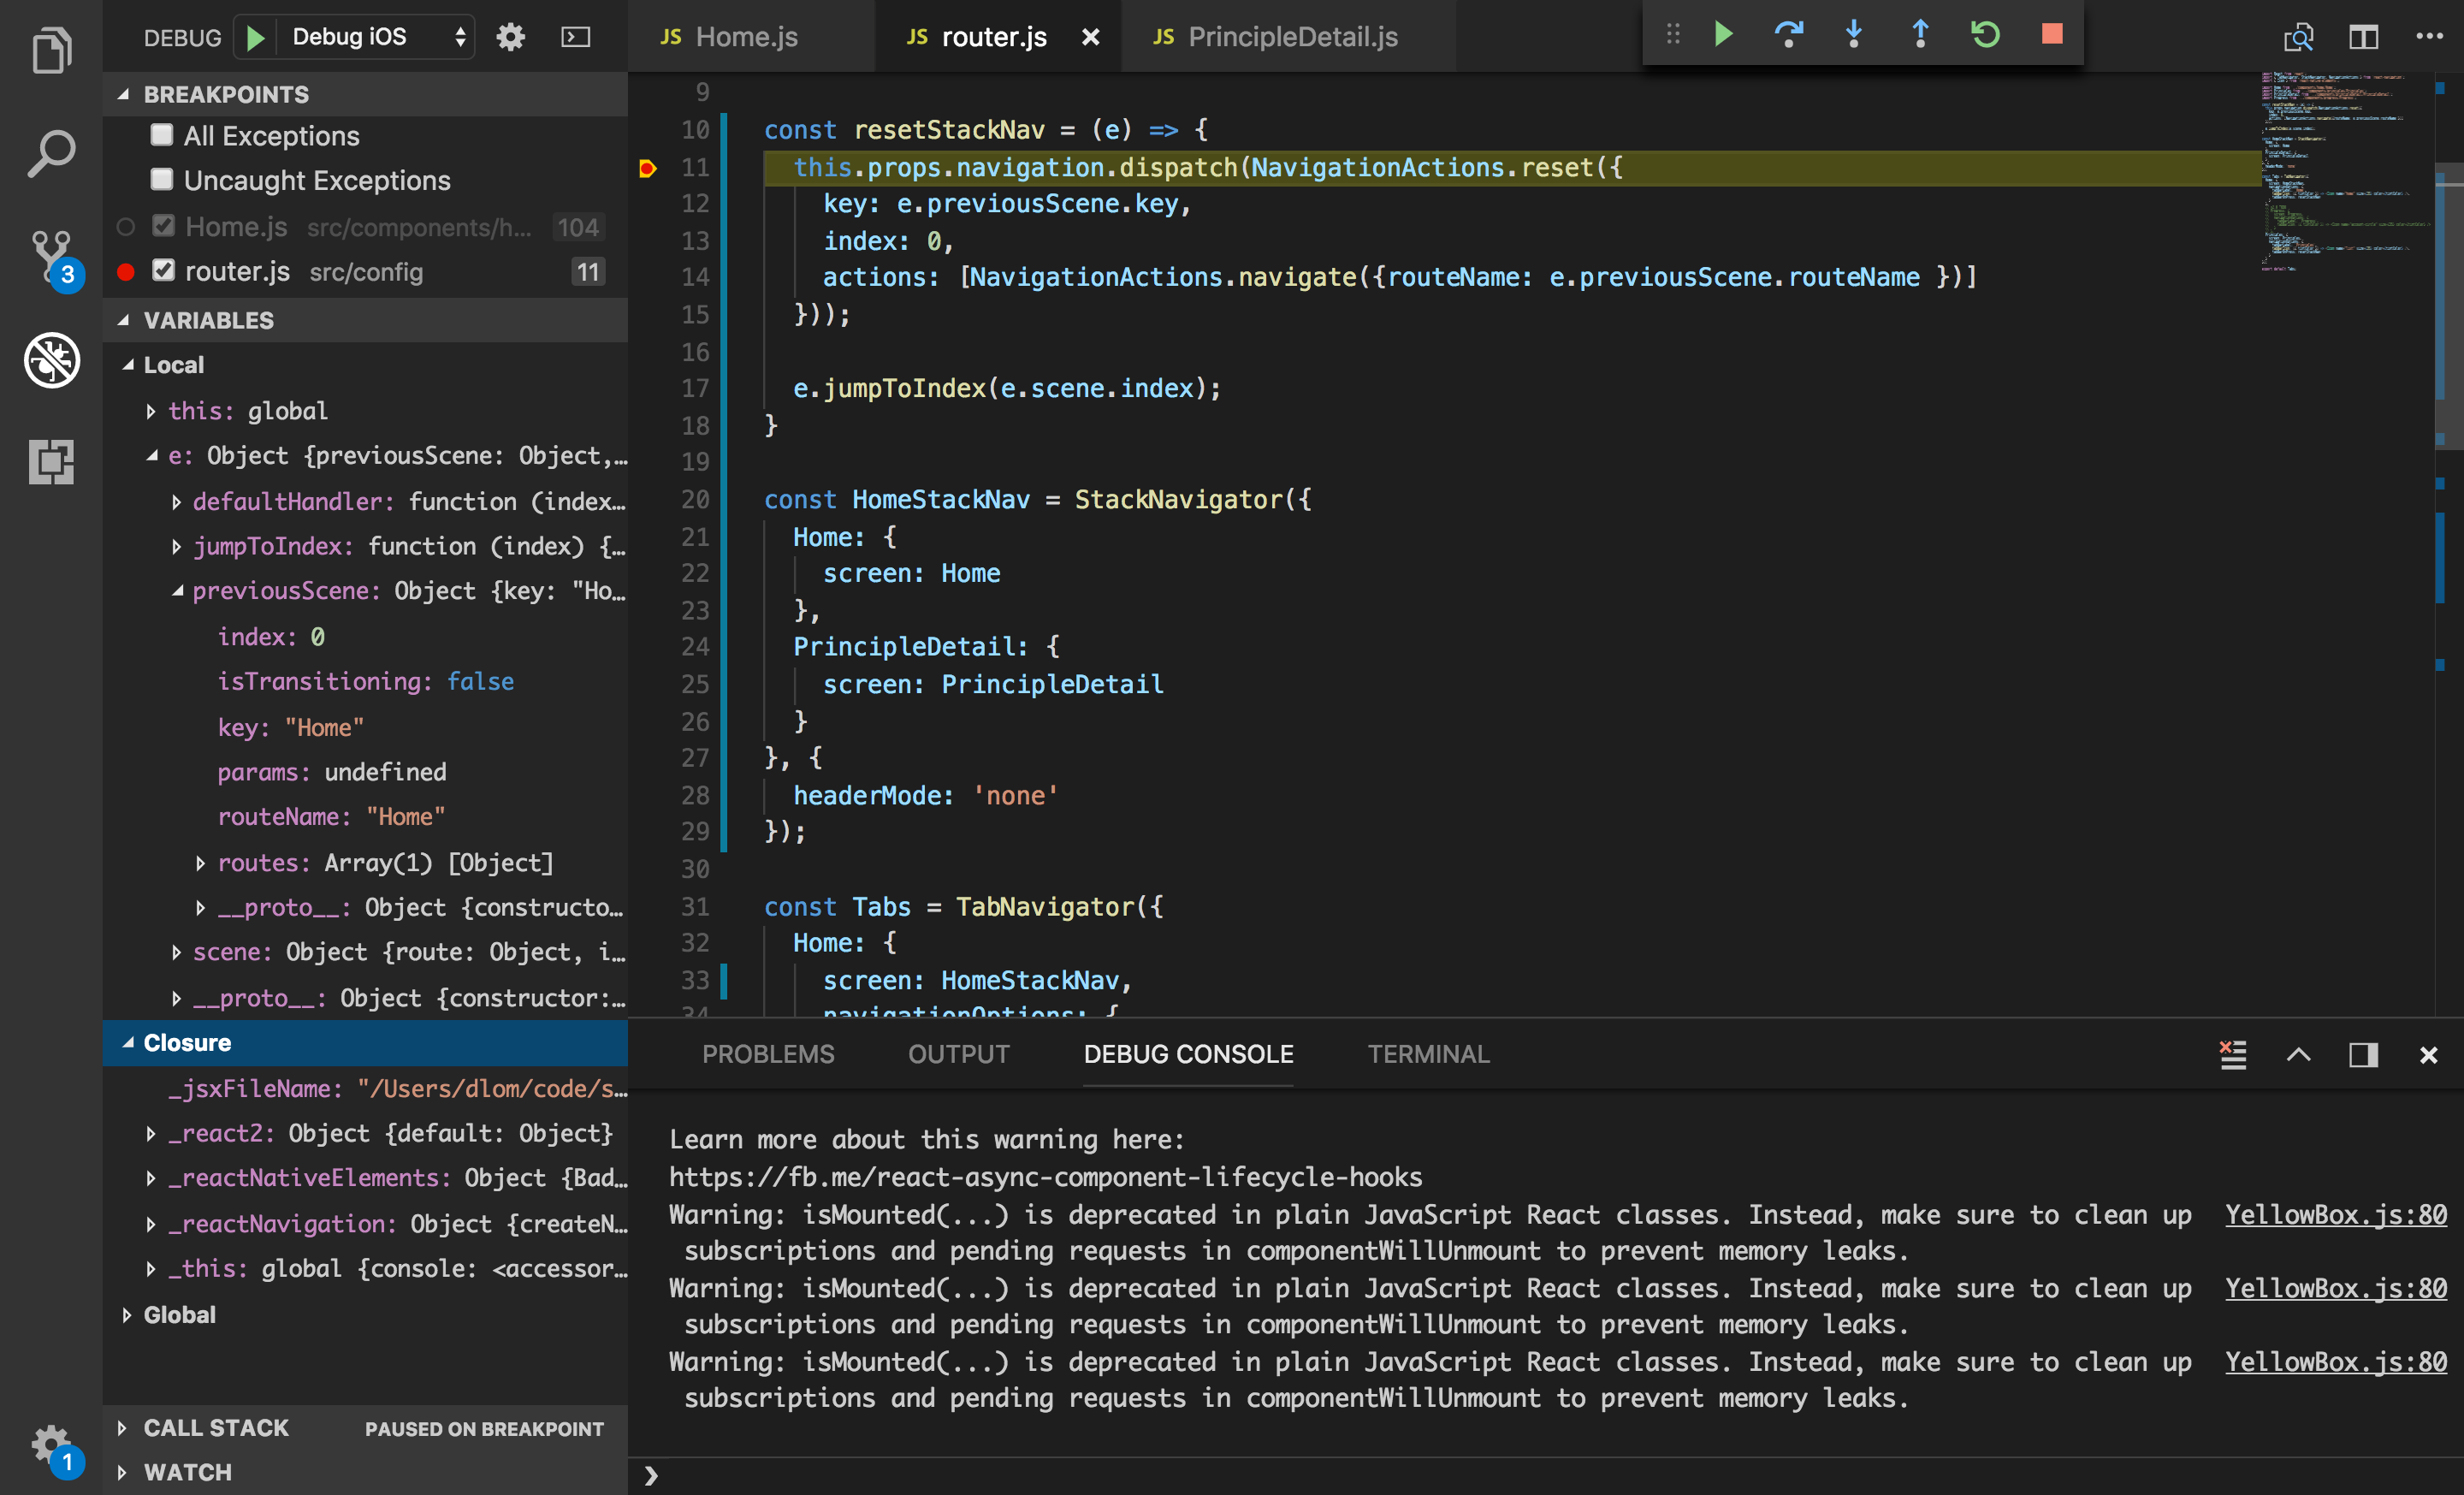 DEBUG Debug iOS
BREAKPOINTS
All Exceptions
Uncaught Exceptions
Home.js src/components/h... 104
router.js src/config 11
VARIABLES
Local
this: global
e: Object {previousScene: Object,…
defaultHandler: function (index…
jumpToIndex: function (index) {…
previousScene: Object {key: "Ho…
index: 0
isTransitioning: false
key: "Home"
params: undefined
routeName: "Home"
routes: Array(1) [Object]
__proto__: Object {constructo…
scene: Object {route: Object, i…
__proto__: Object {constructor:…
Closure
_jsxFileName: "/Users/dlom/code/s…
_react2: Object {default: Object}
_reactNativeElements: Object {Bad…
_reactNavigation: Object {createN…
_this: global {console: <accessor…
Global
CALL STACK PAUSED ON BREAKPOINT
WATCH
3
1
JS Home.js JS router.js JS PrincipleDetail.js
9
10 const resetStackNav = (e) => {
11 this.props.navigation.dispatch(NavigationActions.reset({
12 key: e.previousScene.key,
13 index: 0,
14 actions: [NavigationActions.navigate({routeName: e.previousScene.routeName })]
15 }));
16
17 e.jumpToIndex(e.scene.index);
18 }
19
20 const HomeStackNav = StackNavigator({
21 Home: {
22 screen: Home
23 },
24 PrincipleDetail: {
25 screen: PrincipleDetail
26 }
27 }, {
28 headerMode: 'none'
29 });
30
31 const Tabs = TabNavigator({
32 Home: {
33 screen: HomeStackNav,
34 navigationOptions: {
PROBLEMS OUTPUT DEBUG CONSOLE TERMINAL
Learn more about this warning here:
https://fb.me/react-async-component-lifecycle-hooks
Warning: isMounted(...) is deprecated in plain JavaScript React classes. Instead, make sure to clean up YellowBox.js:80
subscriptions and pending requests in componentWillUnmount to prevent memory leaks.
Warning: isMounted(...) is deprecated in plain JavaScript React classes. Instead, make sure to clean up YellowBox.js:80
subscriptions and pending requests in componentWillUnmount to prevent memory leaks.
Warning: isMounted(...) is deprecated in plain JavaScript React classes. Instead, make sure to clean up YellowBox.js:80
subscriptions and pending requests in componentWillUnmount to prevent memory leaks.